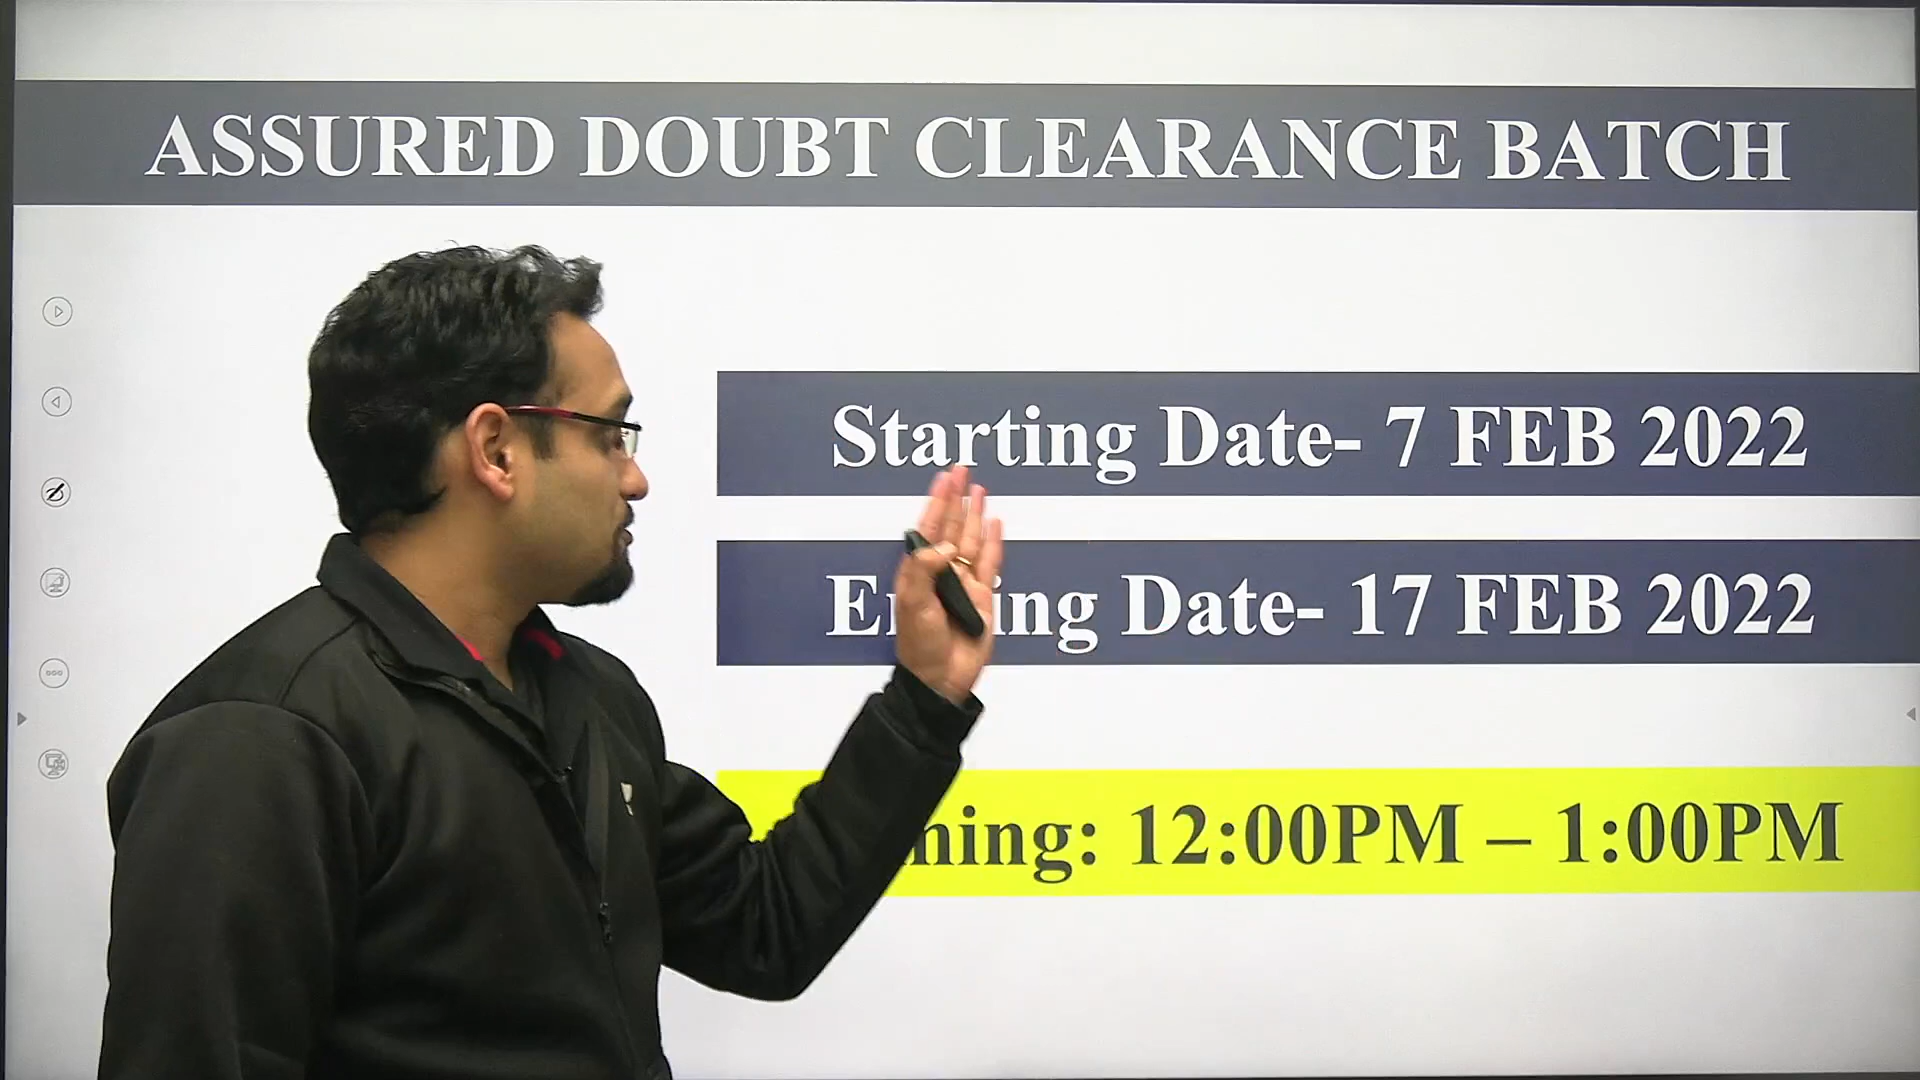 ASSURED DOUBT CLEARANCE BATCH
Starting Date- 7 FEB 2022
Date- 17 FEB 2022
12:00PM – 1:00PM